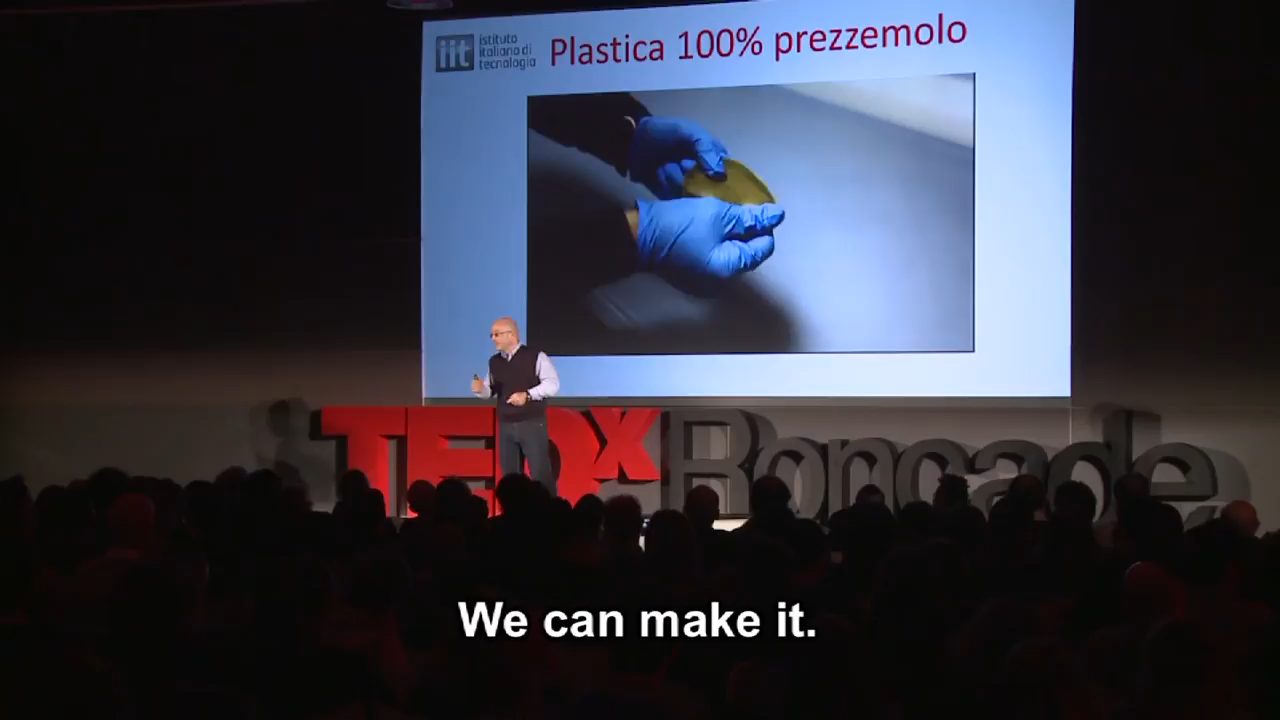 iit
istituto
italiano di
tecnologia
Plastica 100% prezzemolo
TEDxRoncade
We can make it.